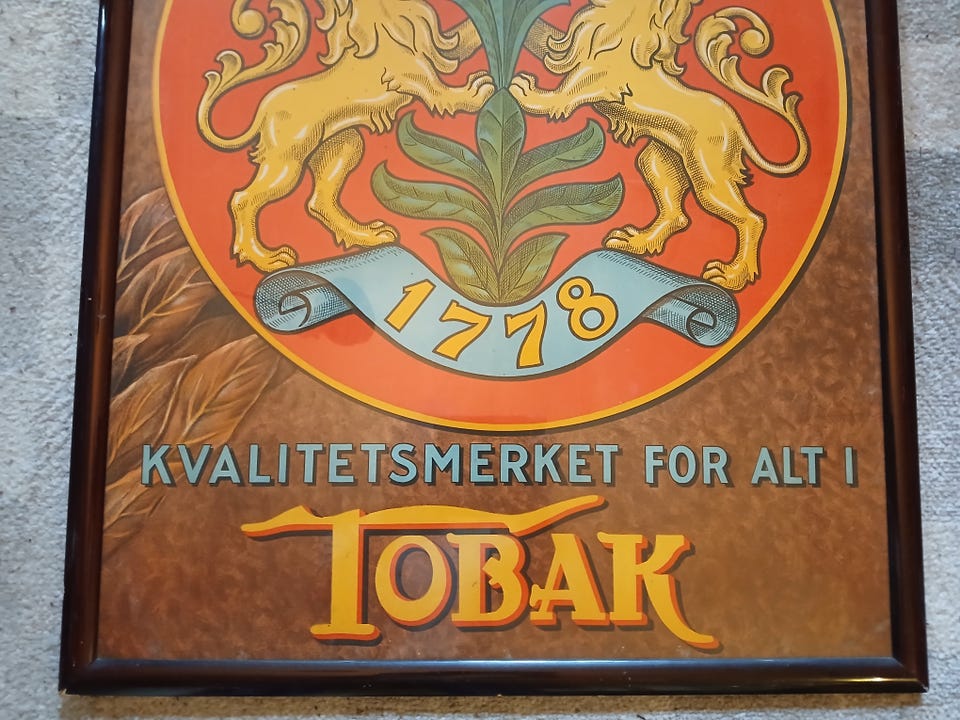 1778
KVALITETSMERKET FOR ALT I
TOBAK